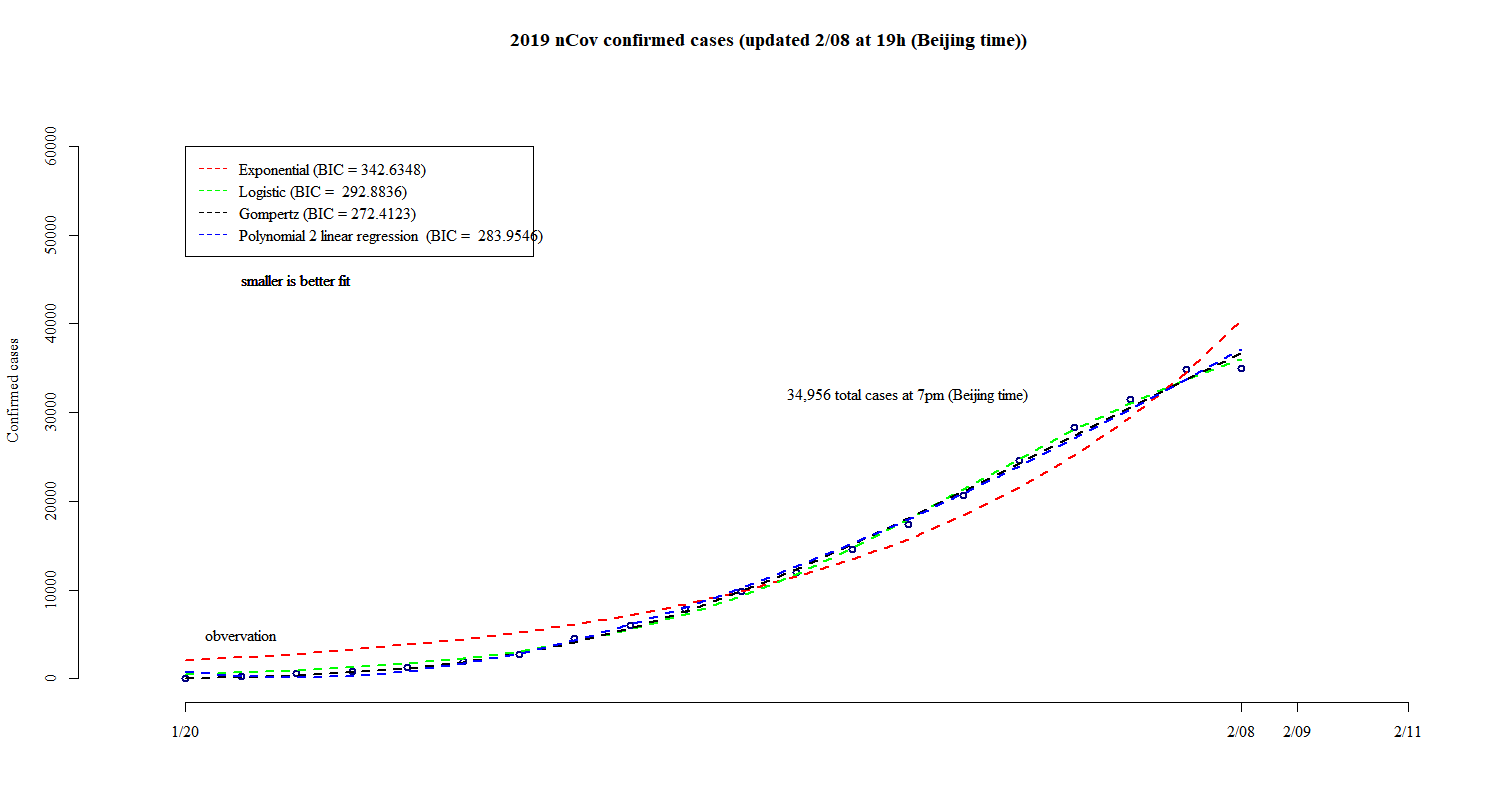 2019 nCov confirmed cases (updated 2/08 at 19h (Beijing time))
Confirmed cases
60000
50000
40000
30000
20000
10000
0
Exponential (BIC = 342.6348)
Logistic (BIC =  292.8836)
Gompertz (BIC = 272.4123)
Polynomial 2 linear regression  (BIC =  283.9546)
smaller is better fit
34,956 total cases at 7pm (Beijing time)
obvervation
1/20
2/08
2/09
2/11